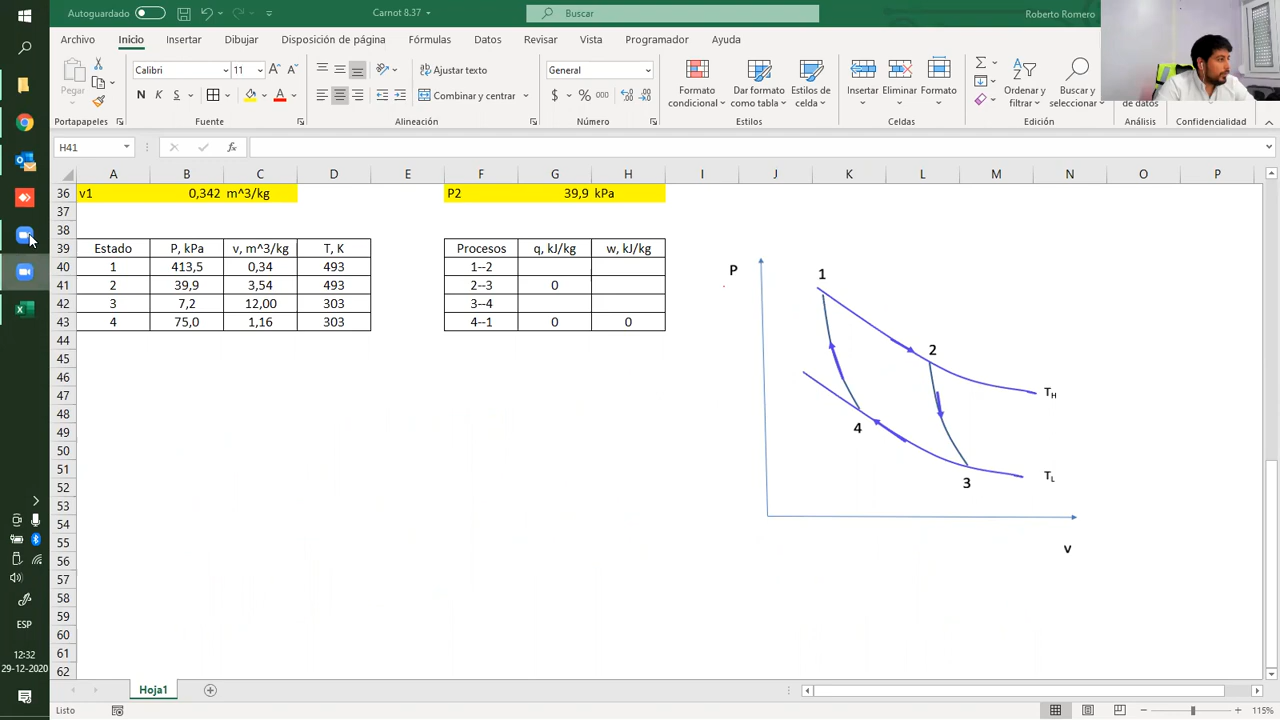 Autoguardado
Carnot 8.37
Buscar
Roberto Romero
Archivo Inicio Insertar Dibujar Disposición de página Fórmulas Datos Revisar Vista Programador Ayuda
Pegar
Portapapeles
Calibri 11
N K S
Fuente
Ajustar texto
Combinar y centrar
Alineación
General
$ % 000
Número
Formato condicional
Dar formato como tabla
Estilos de celda
Estilos
Insertar Eliminar Formato
Celdas
Ordenar y filtrar
Buscar y seleccionar
Edición
de datos
Análisis
Confidencialidad
H41
fx
A B C D E F G H I J K L M N O P
36 v1 0,342 m^3/kg P2 39,9 kPa
37
38
39 Estado P, kPa v, m^3/kg T, K Procesos q, kJ/kg w, kJ/kg
40 1 413,5 0,34 493 1--2
41 2 39,9 3,54 493 2--3 0
42 3 7,2 12,00 303 3--4
43 4 75,0 1,16 303 4--1 0 0
44
45
46
47
48
49
50
51
52
53
54
55
56
57
58
59
60
61
62
P
1
2
TH
4
TL
3
v
ESP
12:32
29-12-2020
Hoja1
Listo
115%